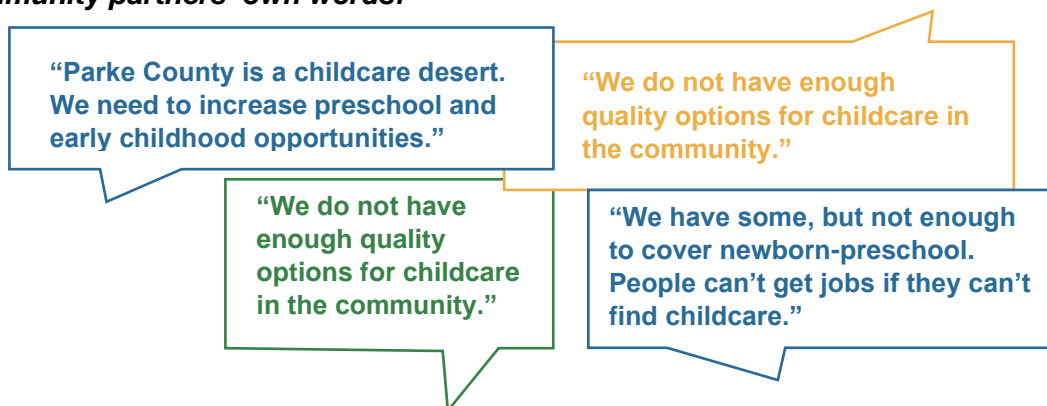 partners' own words:
“Parke County is a childcare desert.
We need to increase preschool and
early childhood opportunities.”
“We do not have enough
quality options for childcare in
the community.”
“We do not have
enough quality
options for childcare
in the community.”
“We have some, but not enough
to cover newborn-preschool.
People can’t get jobs if they can’t
find childcare.”